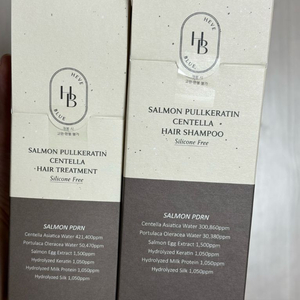 HEVE
HB
BLUE
SALMON PULLKERATIN
CENTELLA
HAIR TREATMENT
Silicone Free
SALMON PDRN
Centella Asiatica Water 421,400ppm
Portulaca Oleracea Water 50,470ppm
Salmon Egg Extract 1,500ppm
Hydrolyzed Keratin 1,050ppm
Hydrolyzed Milk Protein 1,050ppm
Hydrolyzed Silk 1,050ppm
HEVE
HB
BLUE
SALMON PULLKERATIN
CENTELLA
HAIR SHAMPOO
Silicone Free
SALMON PDRN
Centella Asiatica Water 300,860ppm
Portulaca Oleracea Water 30,380ppm
Salmon Egg Extract 1,500ppm
Hydrolyzed Keratin 1,050ppm
Hydrolyzed Milk Protein 1,050ppm
Hydrolyzed Silk 1,050ppm